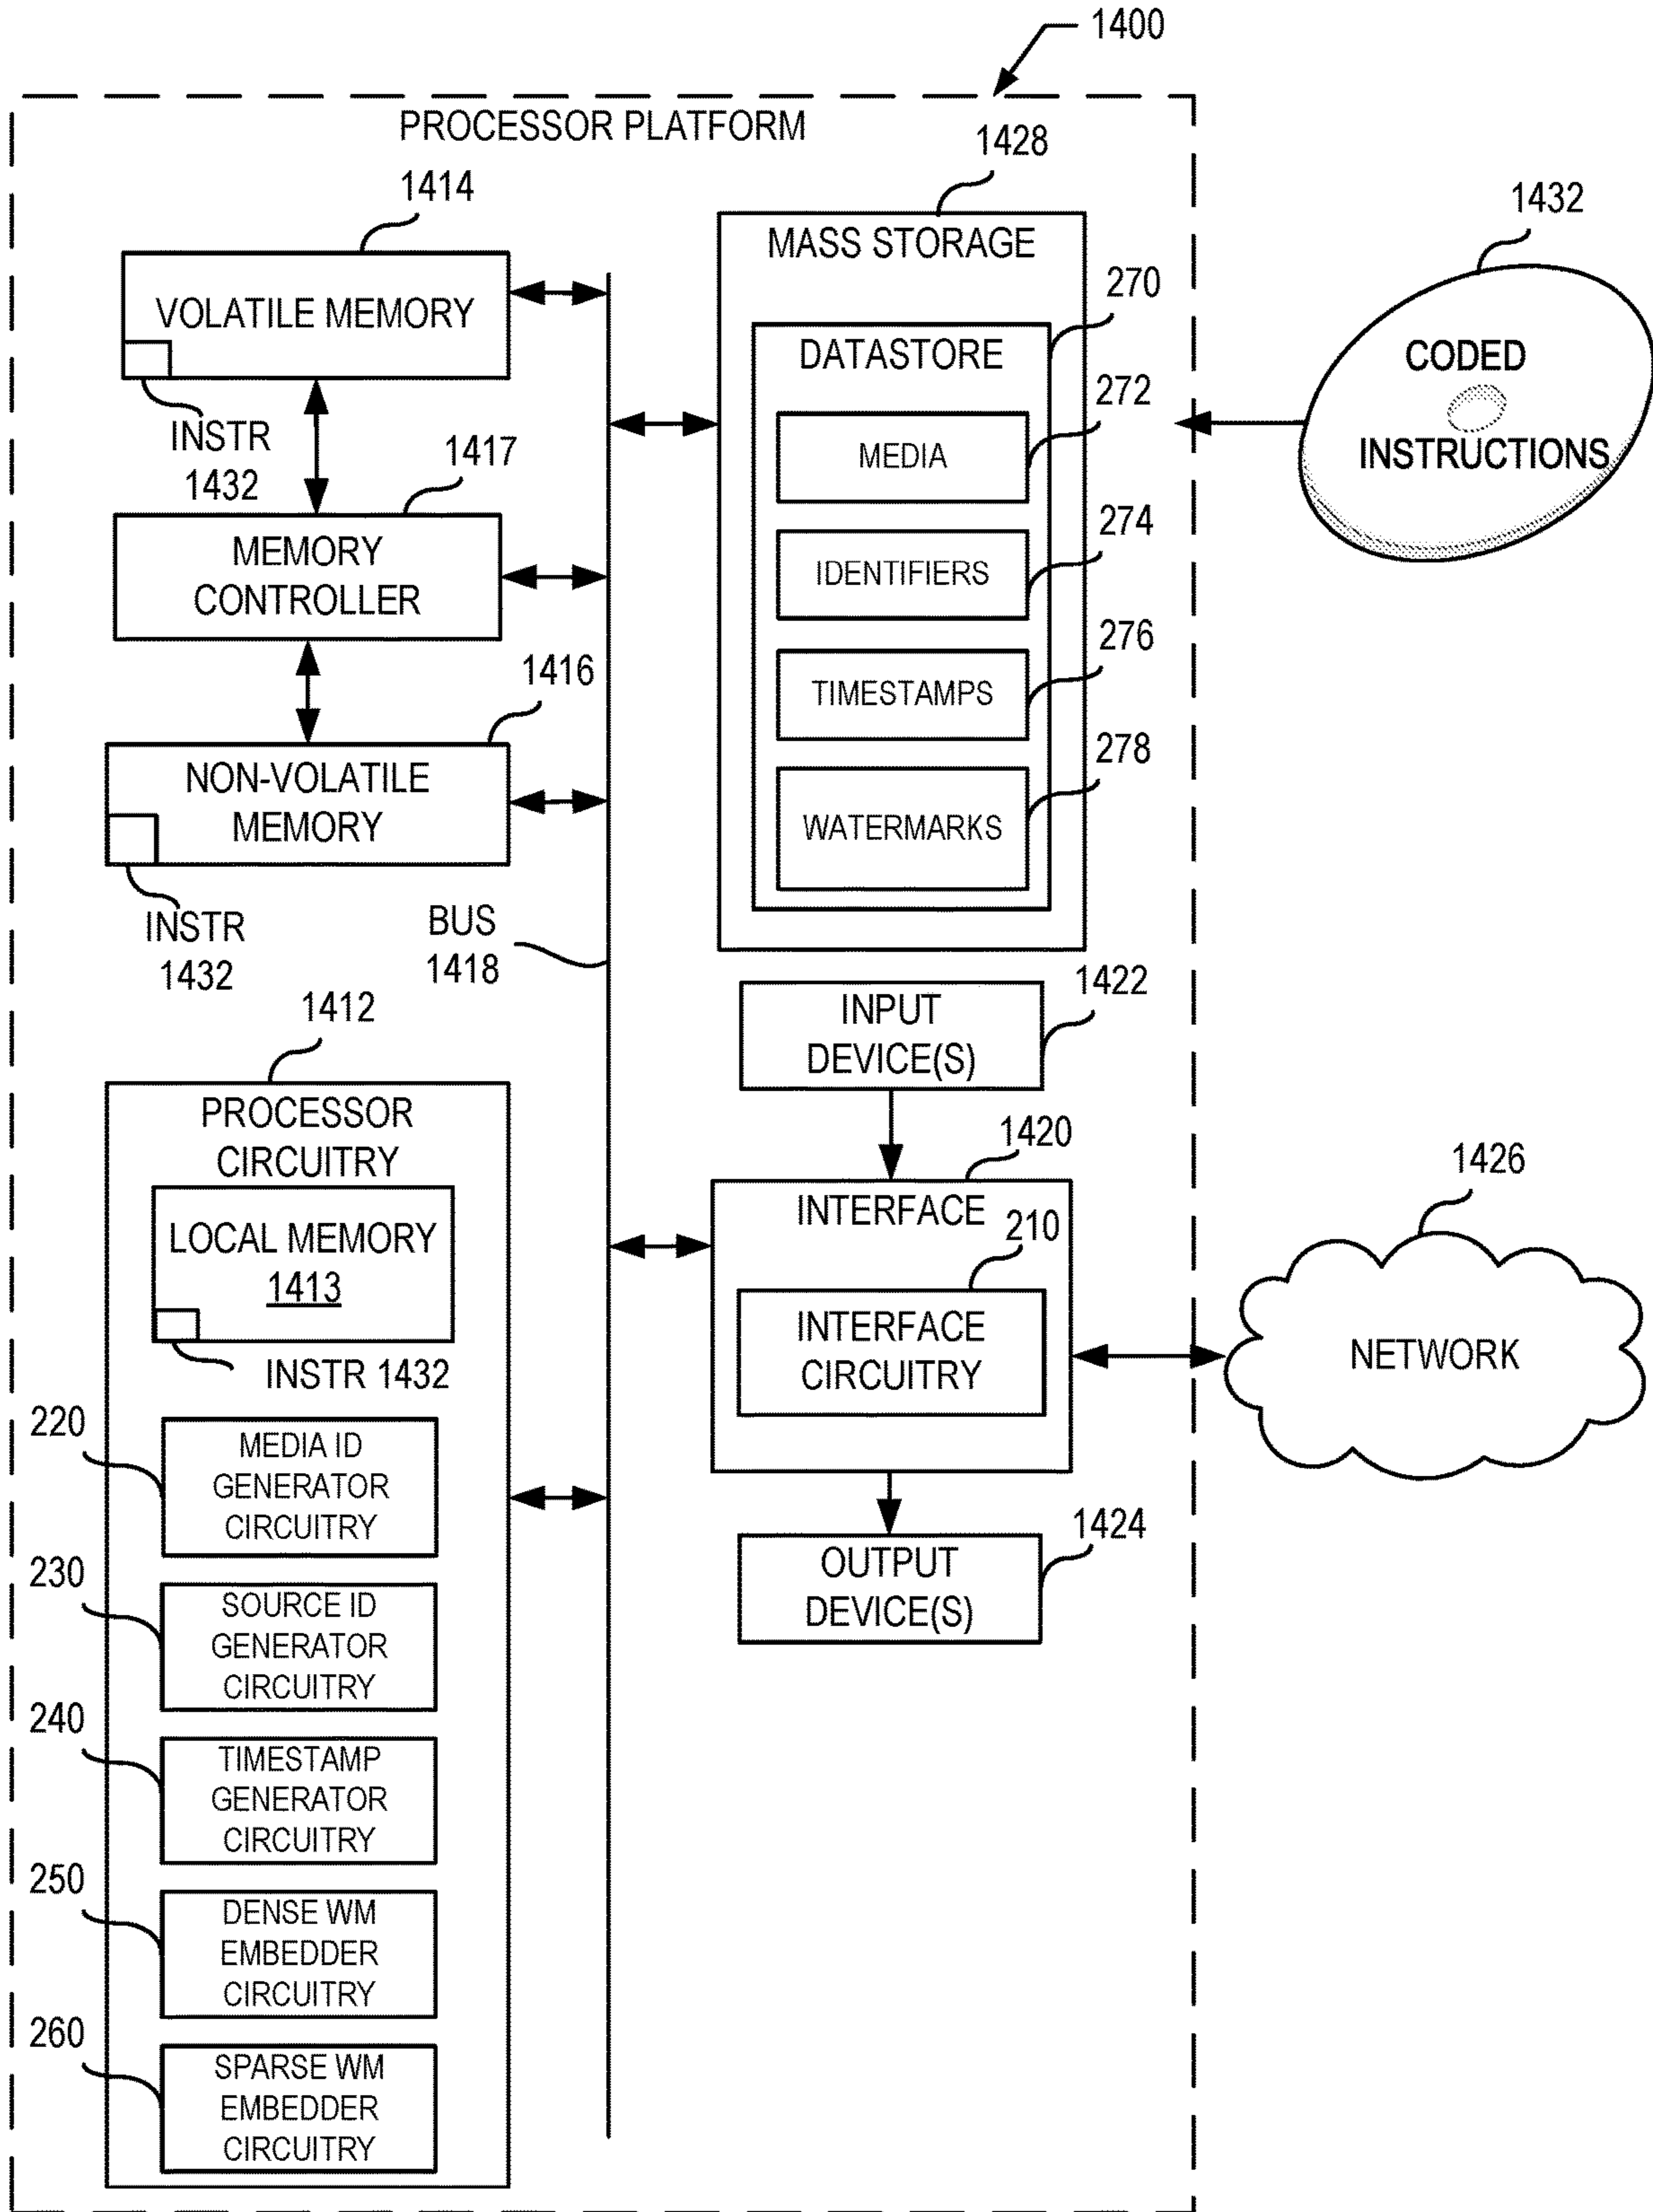 1400
PROCESSOR PLATFORM
1414
VOLATILE MEMORY
INSTR
1432
1417
MEMORY
CONTROLLER
1416
NON-VOLATILE
MEMORY
INSTR
1432
BUS
1418
1428
MASS STORAGE
270
DATASTORE
272
MEDIA
274
IDENTIFIERS
276
TIMESTAMPS
278
WATERMARKS
1432
CODED
INSTRUCTIONS
1412
PROCESSOR
CIRCUITRY
LOCAL MEMORY
1413
INSTR 1432
220
MEDIA ID
GENERATOR
CIRCUITRY
230
SOURCE ID
GENERATOR
CIRCUITRY
240
TIMESTAMP
GENERATOR
CIRCUITRY
250
DENSE WM
EMBEDDER
CIRCUITRY
260
SPARSE WM
EMBEDDER
CIRCUITRY
1422
INPUT
DEVICE(S)
1420
INTERFACE
210
INTERFACE
CIRCUITRY
1424
OUTPUT
DEVICE(S)
1426
NETWORK